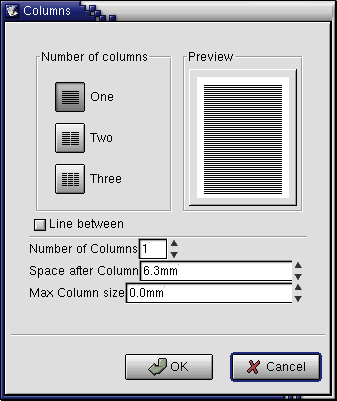 Columns
Number of columns
Preview
One
Two
Three
Line between
Number of Columns 1
Space after Column 6.3mm
Max Column size 0.0mm
OK
Cancel